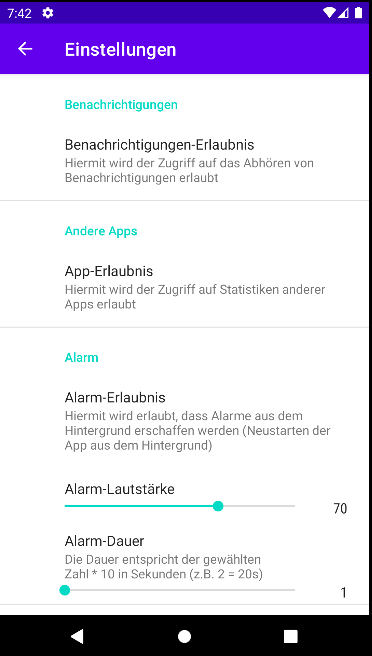 7:42
Einstellungen
Benachrichtigungen
Benachrichtigungen-Erlaubnis
Hiermit wird der Zugriff auf das Abhören von
Benachrichtigungen erlaubt
Andere Apps
App-Erlaubnis
Hiermit wird der Zugriff auf Statistiken anderer
Apps erlaubt
Alarm
Alarm-Erlaubnis
Hiermit wird erlaubt, dass Alarme aus dem
Hintergrund erschaffen werden (Neustarten der
App aus dem Hintergrund)
Alarm-Lautstärke
70
Alarm-Dauer
Die Dauer entspricht der gewählten
Zahl * 10 in Sekunden (z.B. 2 = 20s)
1